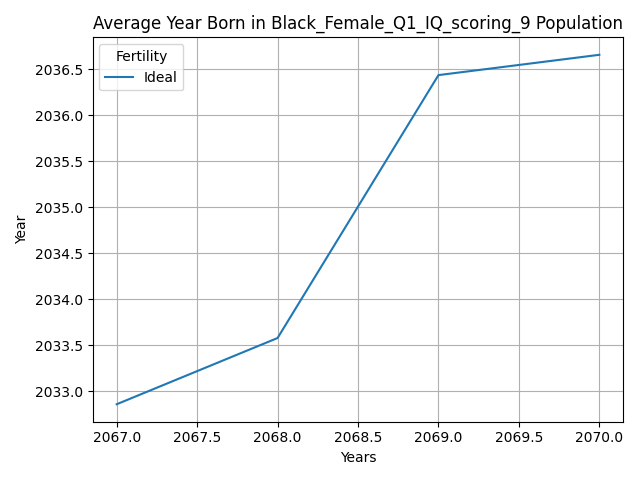 Average Year Born in Black_Female_Q1_IQ_scoring_9 Population
Fertility
Ideal
2036.5
2036.0
2035.5
2035.0
2034.5
2034.0
2033.5
2033.0
Year
2067.0 2067.5 2068.0 2068.5 2069.0 2069.5 2070.0
Years